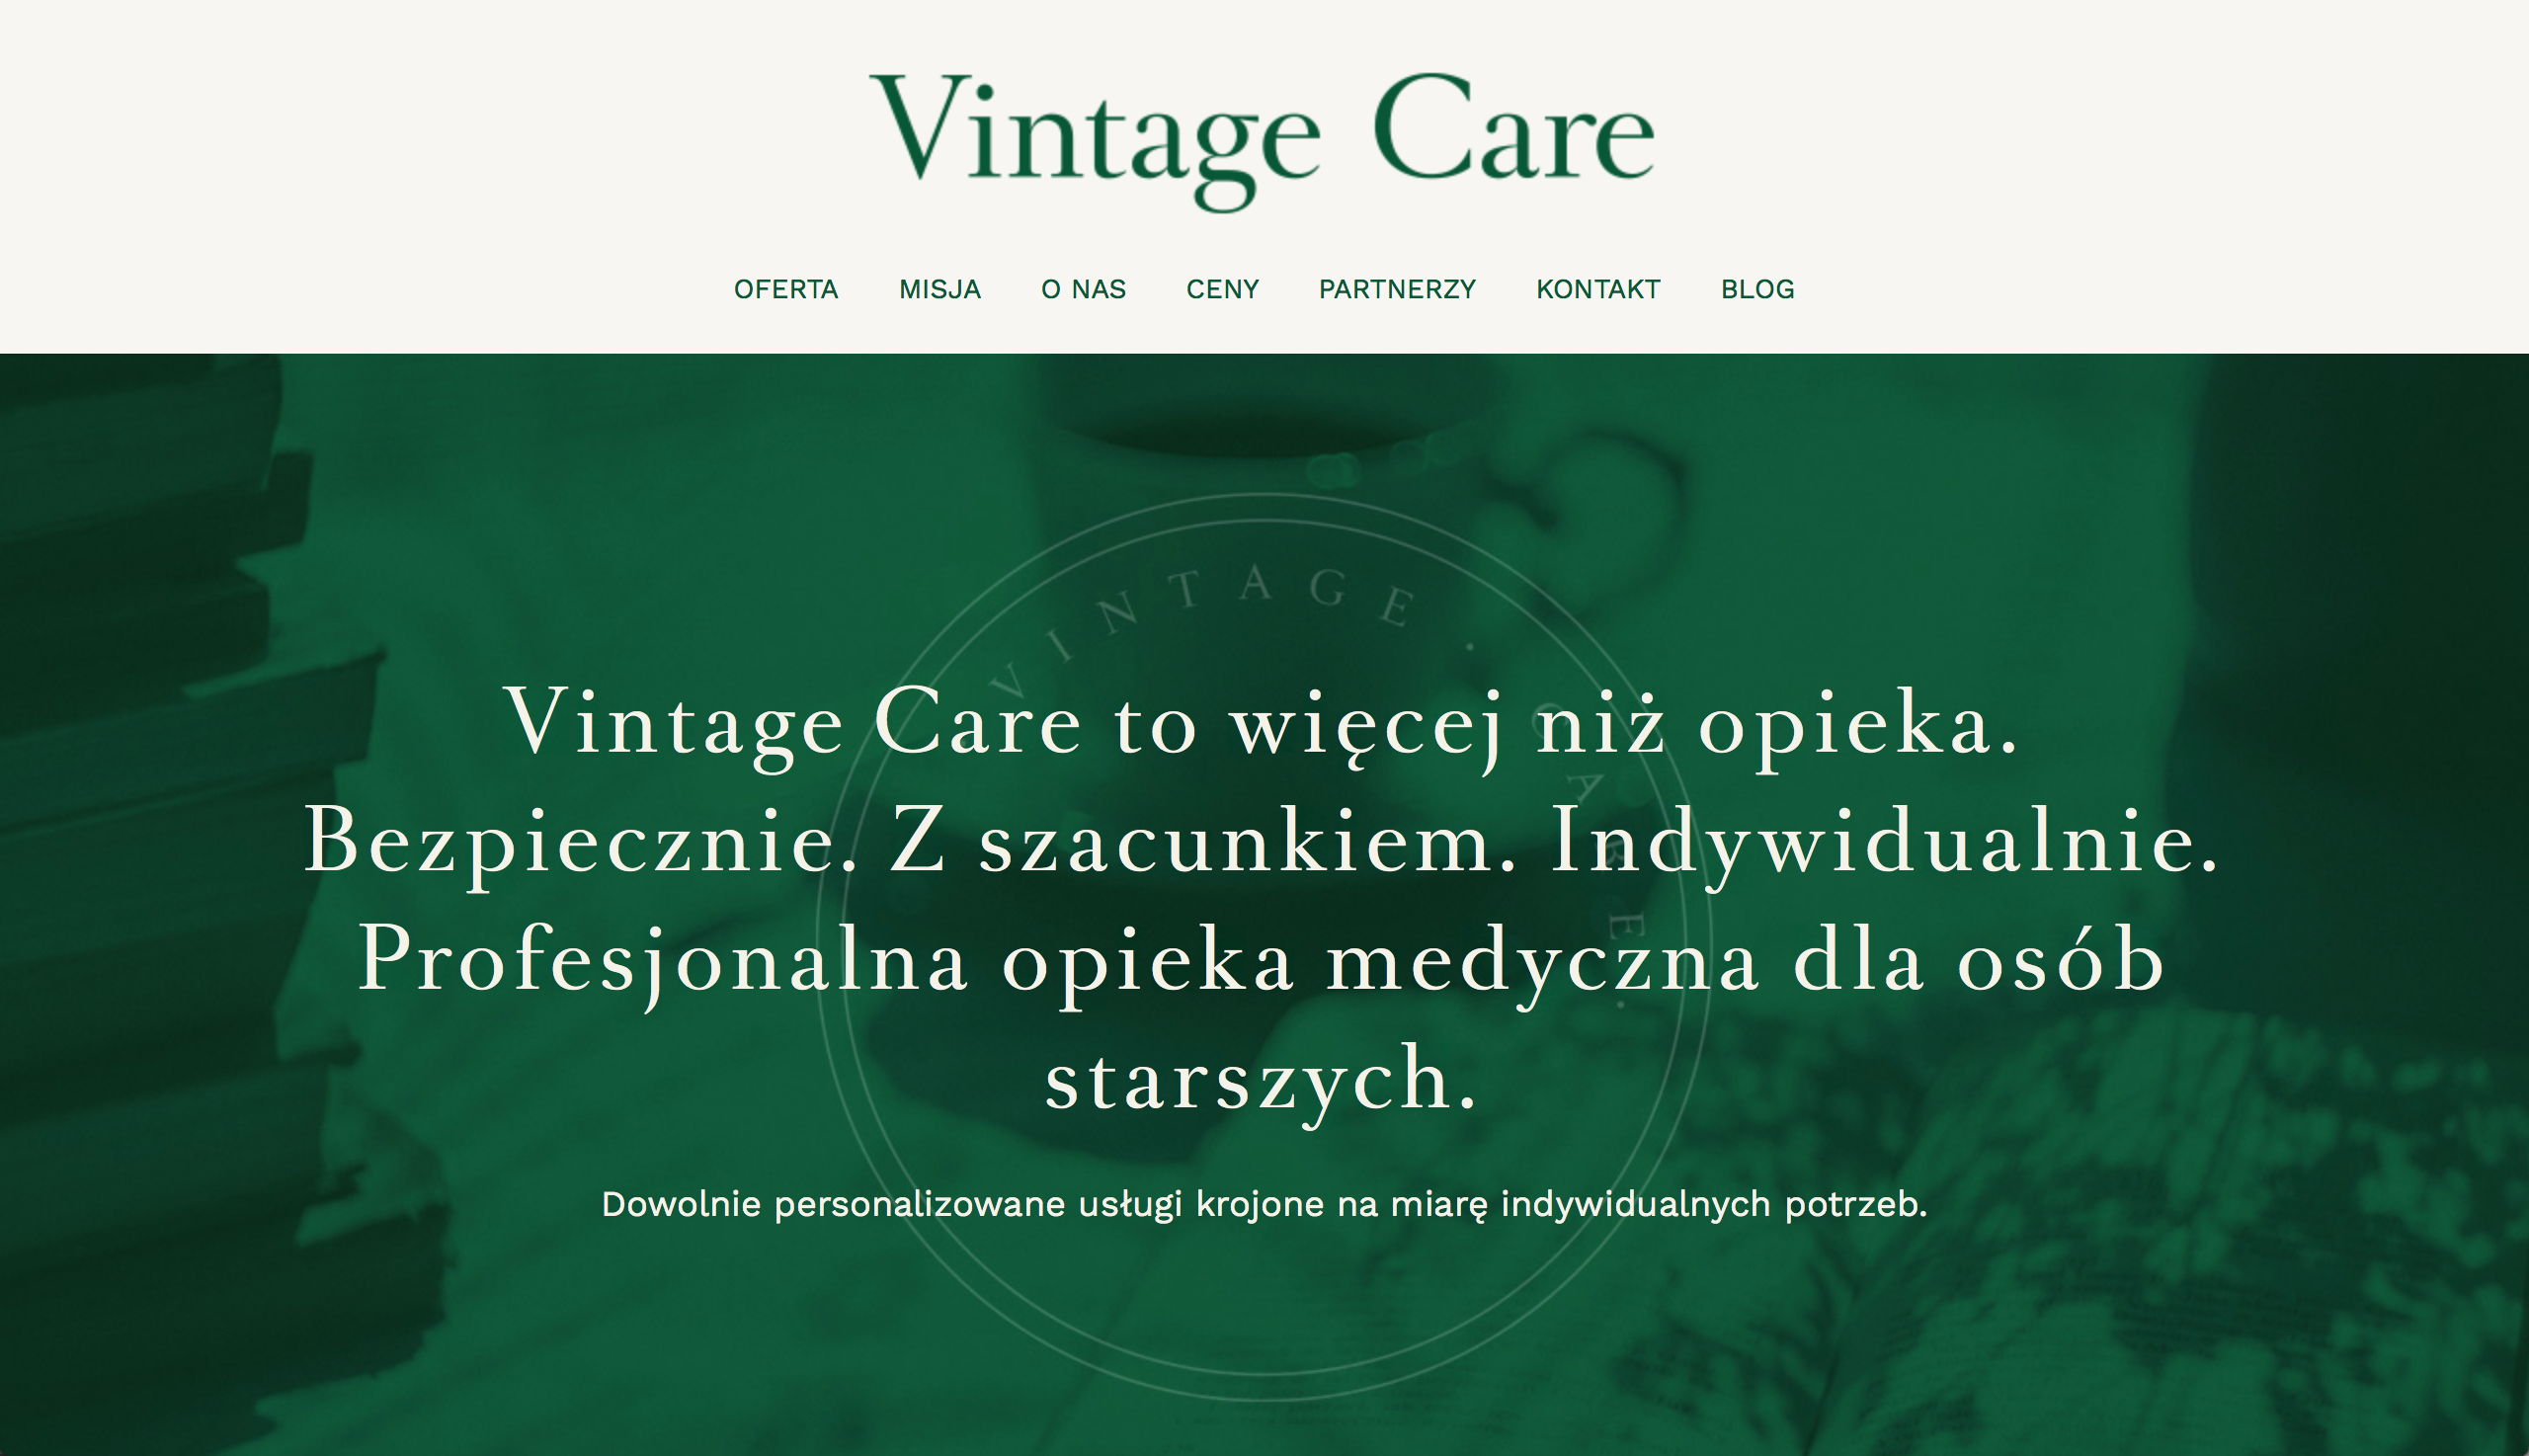 Vintage Care
OFERTA MISJA O NAS CENY PARTNERZY KONTAKT BLOG
VINTAGE · CARE ·
Vintage Care to więcej niż opieka.
Bezpiecznie. Z szacunkiem. Indywidualnie.
Profesjonalna opieka medyczna dla osób
starszych.
Dowolnie personalizowane usługi krojone na miarę indywidualnych potrzeb.